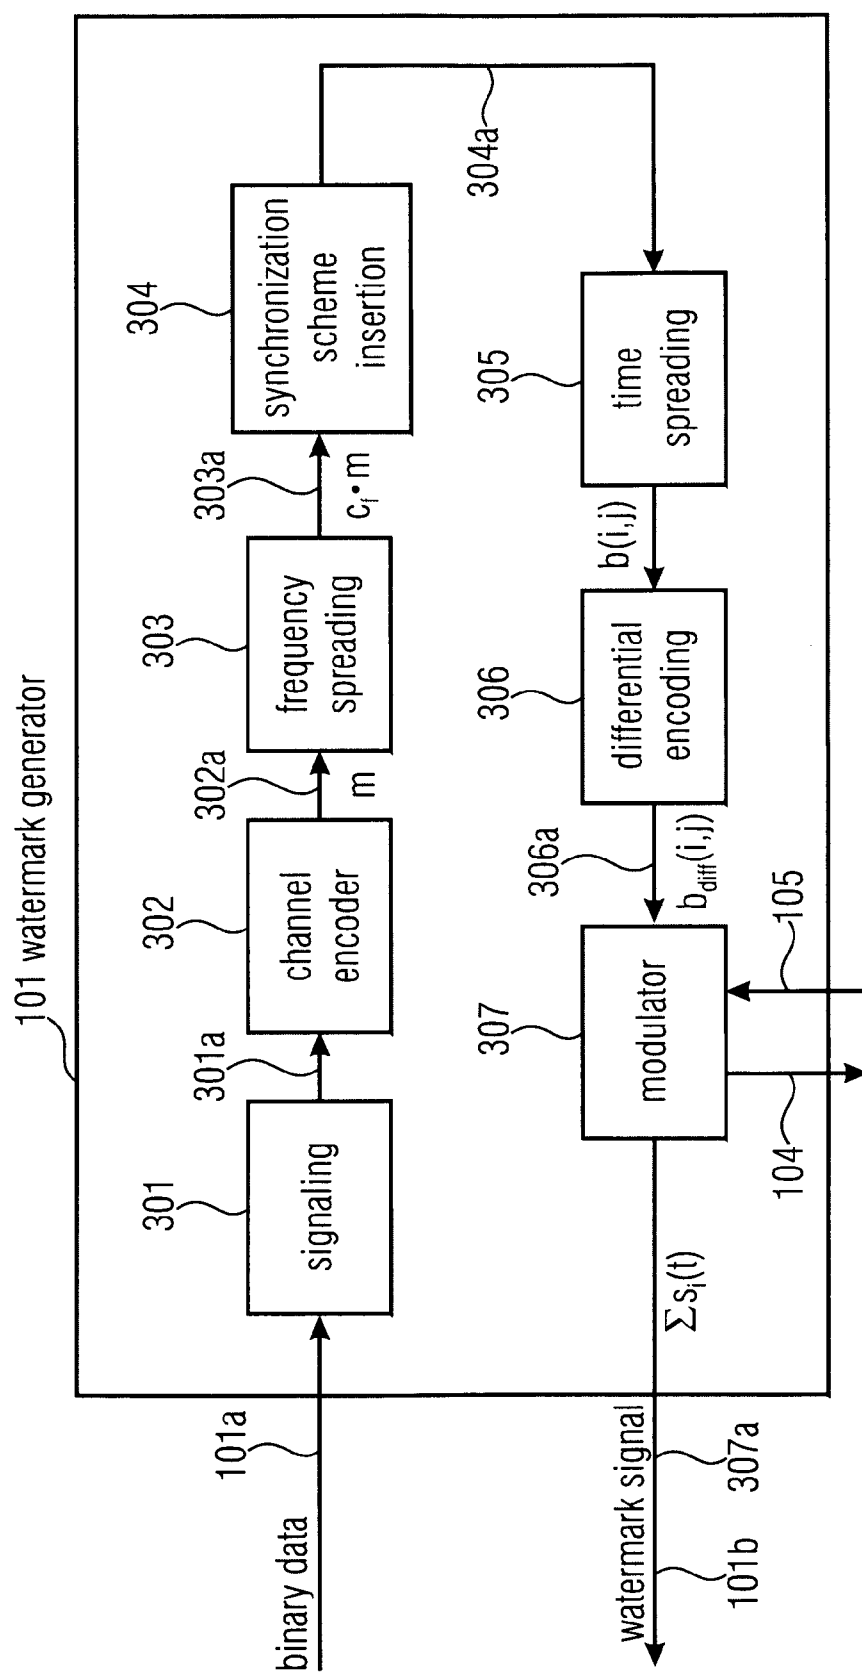 101 watermark generator
binary data
101a
301
signaling
301a
302
channel
encoder
302a
m
303
frequency
spreading
303a
c_f • m
304
synchronization
scheme
insertion
304a
305
time
spreading
b(i,j)
306
differential
encoding
306a
b_diff(i,j)
307
modulator
105
104
∑ s_i(t)
watermark signal
307a
101b